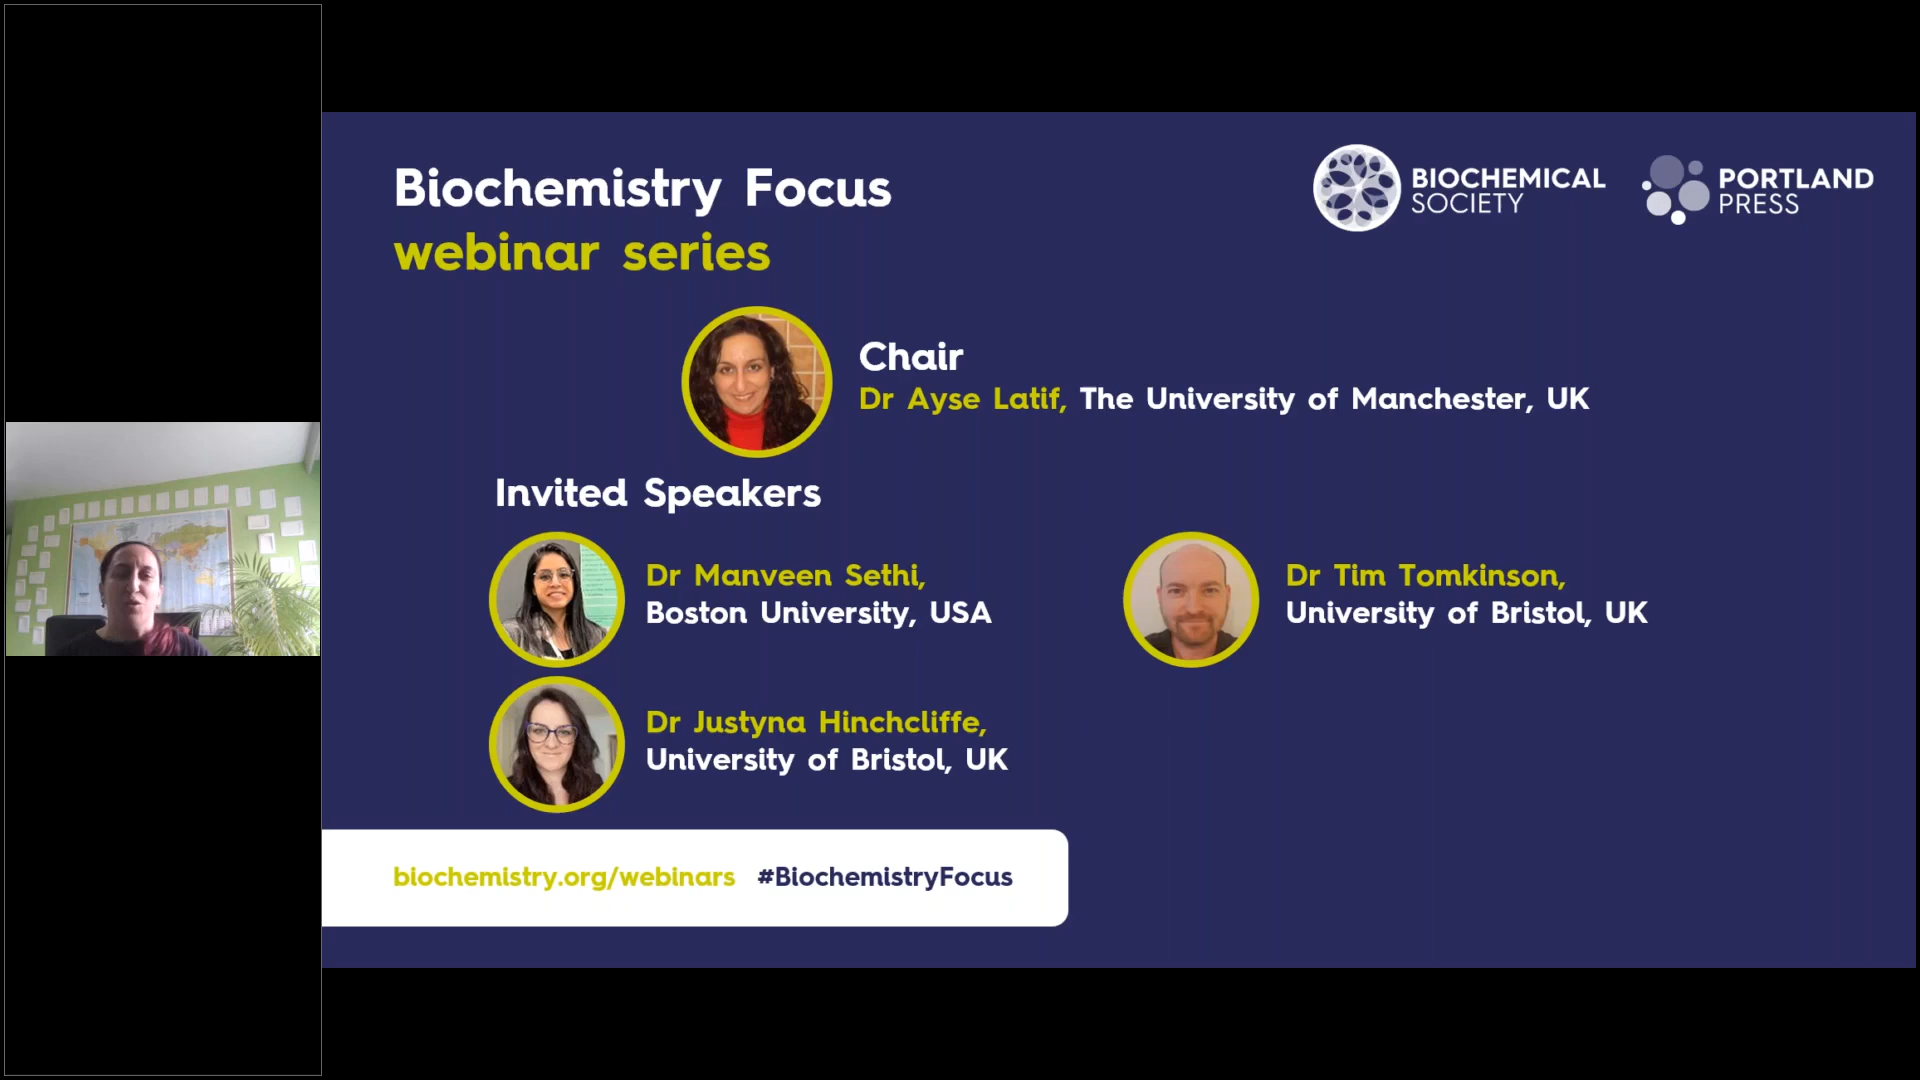 Biochemistry Focus
webinar series
BIOCHEMICAL
SOCIETY
PORTLAND
PRESS
Chair
Dr Ayse Latif, The University of Manchester, UK
Invited Speakers
Dr Manveen Sethi,
Boston University, USA
Dr Tim Tomkinson,
University of Bristol, UK
Dr Justyna Hinchcliffe,
University of Bristol, UK
biochemistry.org/webinars #BiochemistryFocus